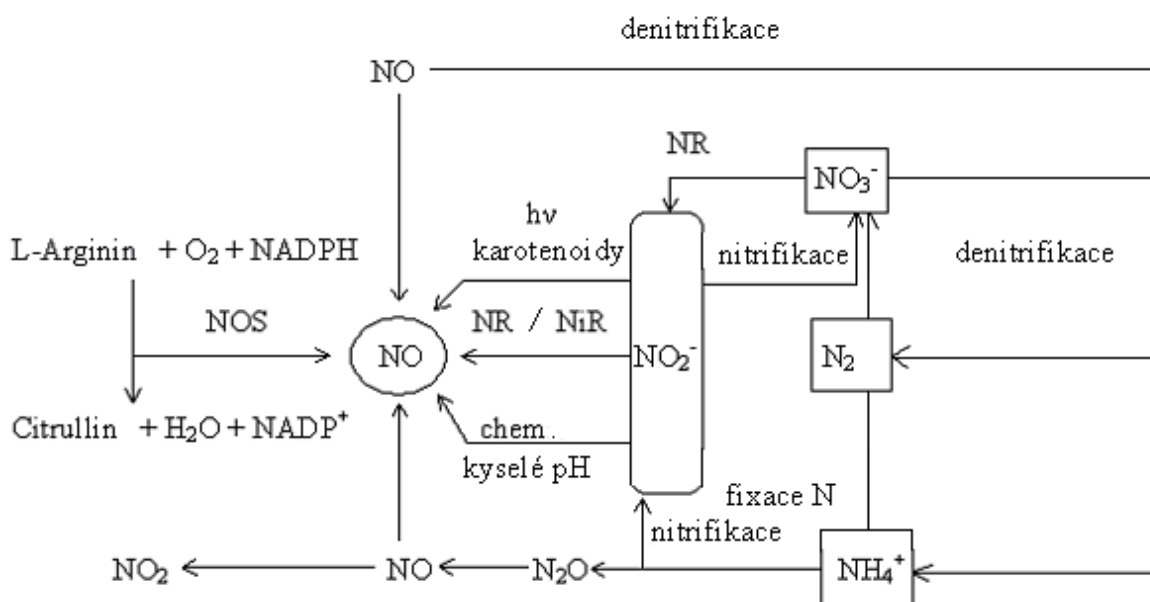 denitrifikace
NO
NR
NO₃⁻
hν
karotenoidy
nitrifikace
denitrifikace
L-Arginin + O₂ + NADPH
NOS
NO
NR / NiR
NO₂⁻
N₂
Citrullin + H₂O + NADP⁺
chem.
kyselé pH
fixace N
nitrifikace
NO₂
NO
N₂O
NH₄⁺